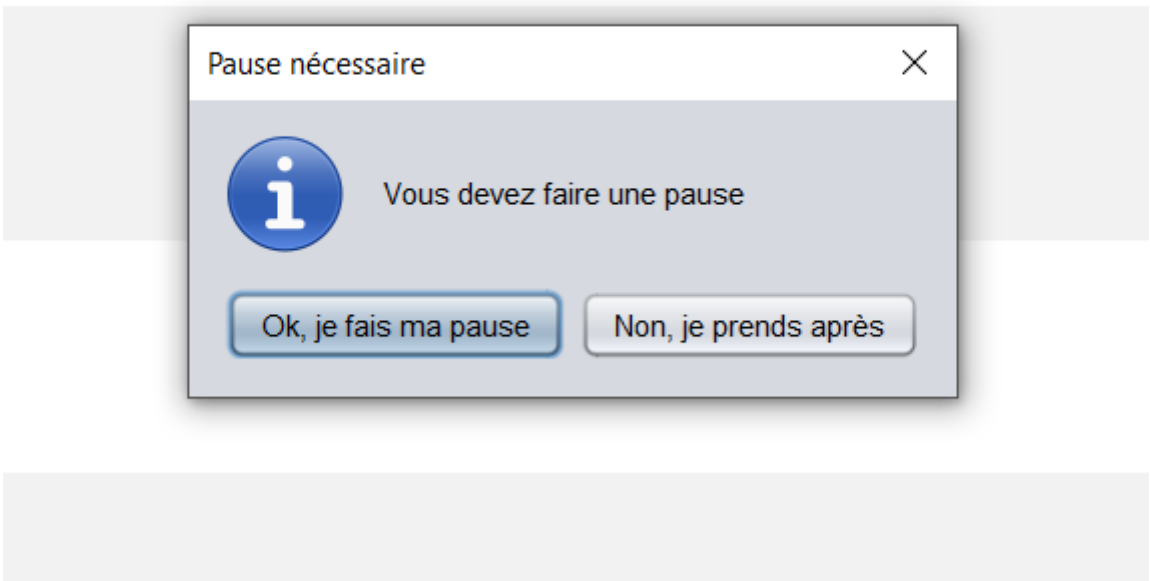 Pause nécessaire
Vous devez faire une pause
Ok, je fais ma pause
Non, je prends après